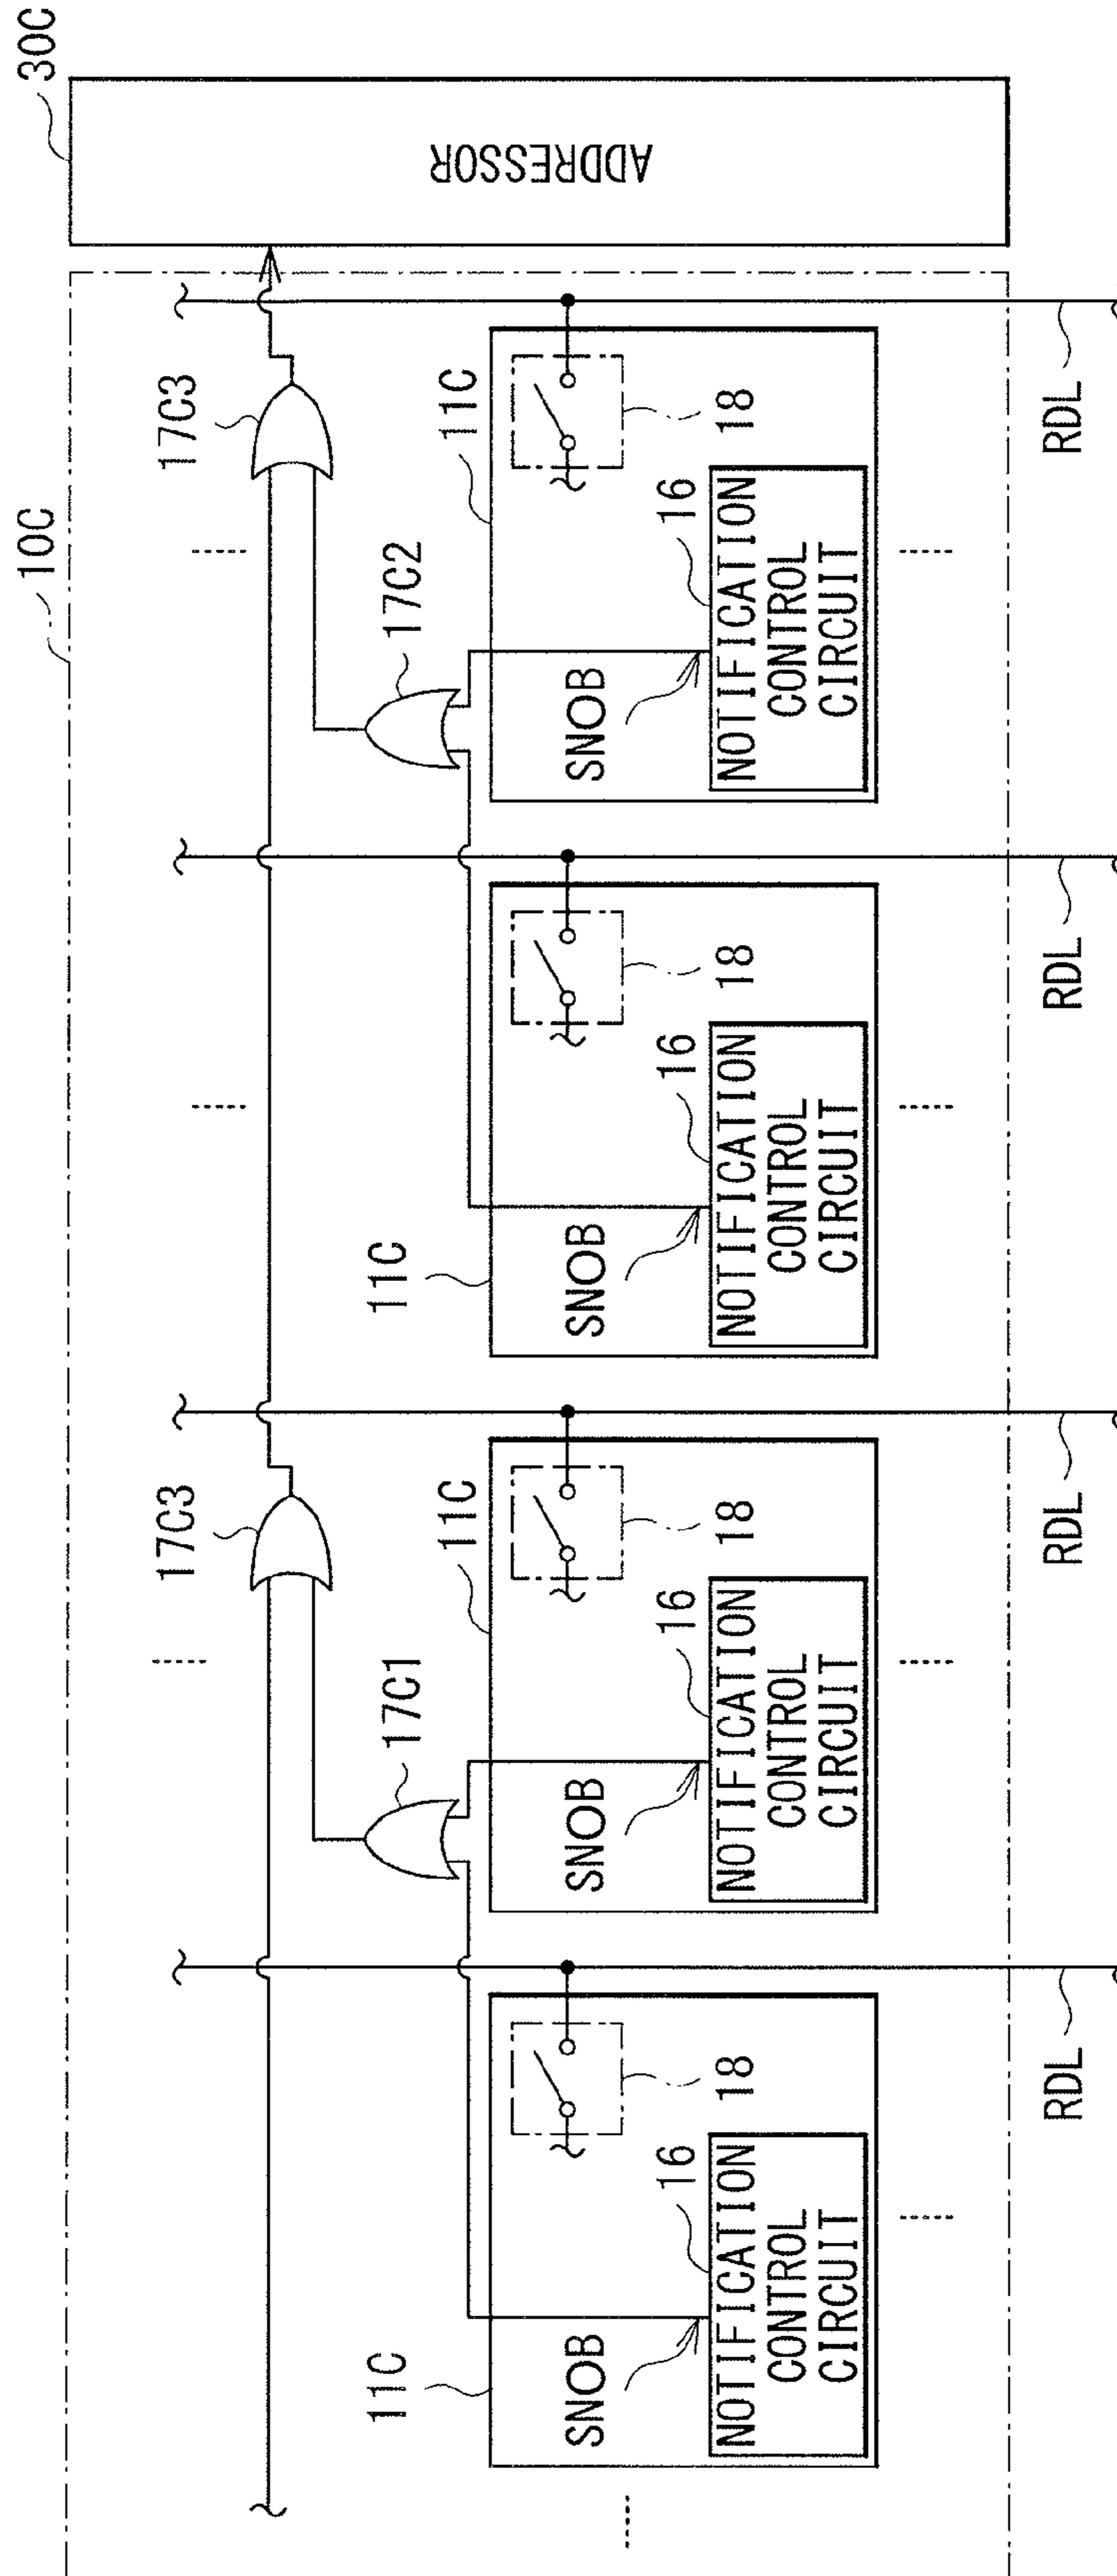 10C
30C
17C3
17C3
ADDRESSOR
11C
17C1
11C
17C2
11C
11C
SNOB
16
18
NOTIFICATION
CONTROL
CIRCUIT
SNOB
16
18
NOTIFICATION
CONTROL
CIRCUIT
SNOB
16
18
NOTIFICATION
CONTROL
CIRCUIT
SNOB
16
18
NOTIFICATION
CONTROL
CIRCUIT
RDL
RDL
RDL
RDL